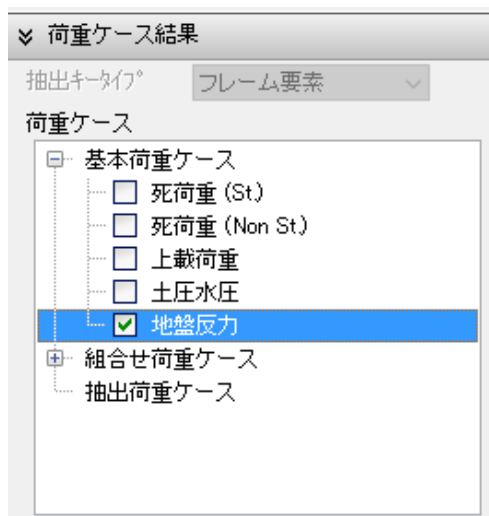 荷重ケース結果
抽出キータイプ フレーム要素
荷重ケース
基本荷重ケース
死荷重 (St.)
死荷重 (Non St.)
上載荷重
土圧水圧
地盤反力
組合せ荷重ケース
抽出荷重ケース